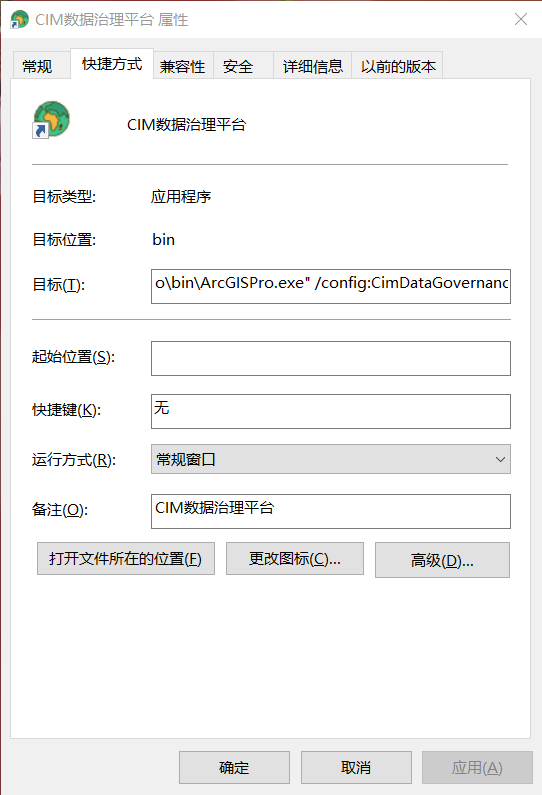 CIM数据治理平台 属性
常规 快捷方式 兼容性 安全 详细信息 以前的版本
CIM数据治理平台
目标类型: 应用程序
目标位置: bin
目标(T): o\bin\ArcGISPro.exe" /config:CimDataGovernanc
起始位置(S):
快捷键(K): 无
运行方式(R): 常规窗口
备注(O): CIM数据治理平台
打开文件所在的位置(F) 更改图标(C)... 高级(D)...
确定 取消 应用(A)